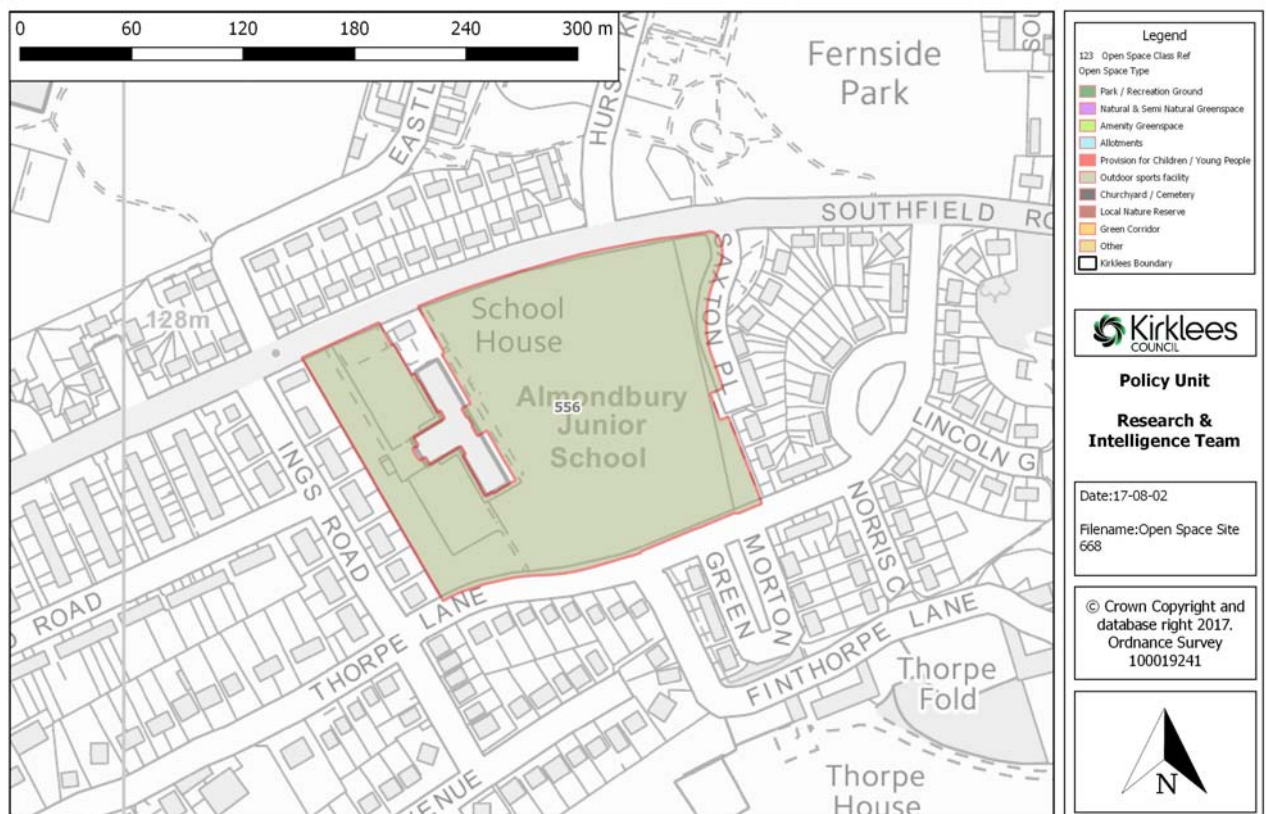 0 60 120 180 240 300 m
Fernside
Park
EASTL
HURS
SOUTHFIELD RO
SAXTON PL
128m
School
House
Almondbury
556
Junior
School
INGS ROAD
LINCOLN G
NORRIS C
MORTON
GREEN
D ROAD
THORPE LANE
FINTHORPE LANE
Thorpe
Fold
Thorpe
House
VENUE
Legend
123 Open Space Class Ref
Open Space Type
Park / Recreation Ground
Natural & Semi Natural Greenspace
Amenity Greenspace
Allotments
Provision for Children / Young People
Outdoor sports facility
Churchyard / Cemetery
Local Nature Reserve
Green Corridor
Other
Kirklees Boundary
Kirklees
COUNCIL
Policy Unit
Research &
Intelligence Team
Date:17-08-02
Filename:Open Space Site
668
© Crown Copyright and
database right 2017.
Ordnance Survey
100019241
N